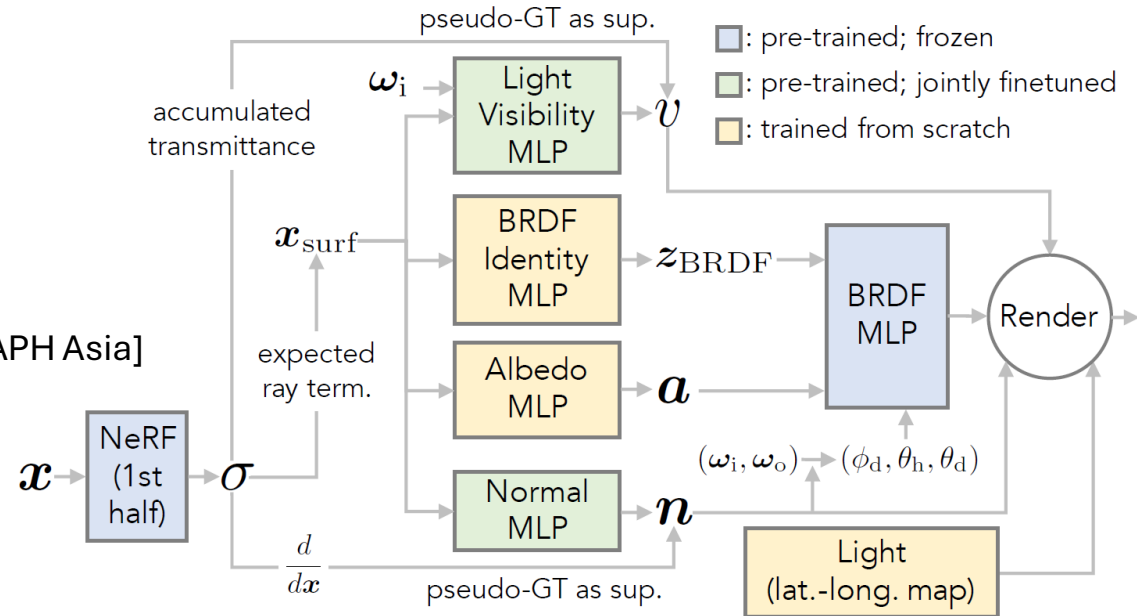 pseudo-GT as sup.
: pre-trained; frozen
: pre-trained; jointly finetuned
: trained from scratch
ωi
Light
Visibility
MLP
v
accumulated
transmittance
xsurf
BRDF
Identity
MLP
zBRDF
BRDF
MLP
Render
APH Asia]
expected
ray term.
Albedo
MLP
a
x
NeRF
(1st
half)
σ
(ωi, ωo)
(ϕd, θh, θd)
Normal
MLP
n
d
dx
pseudo-GT as sup.
Light
(lat.-long. map)